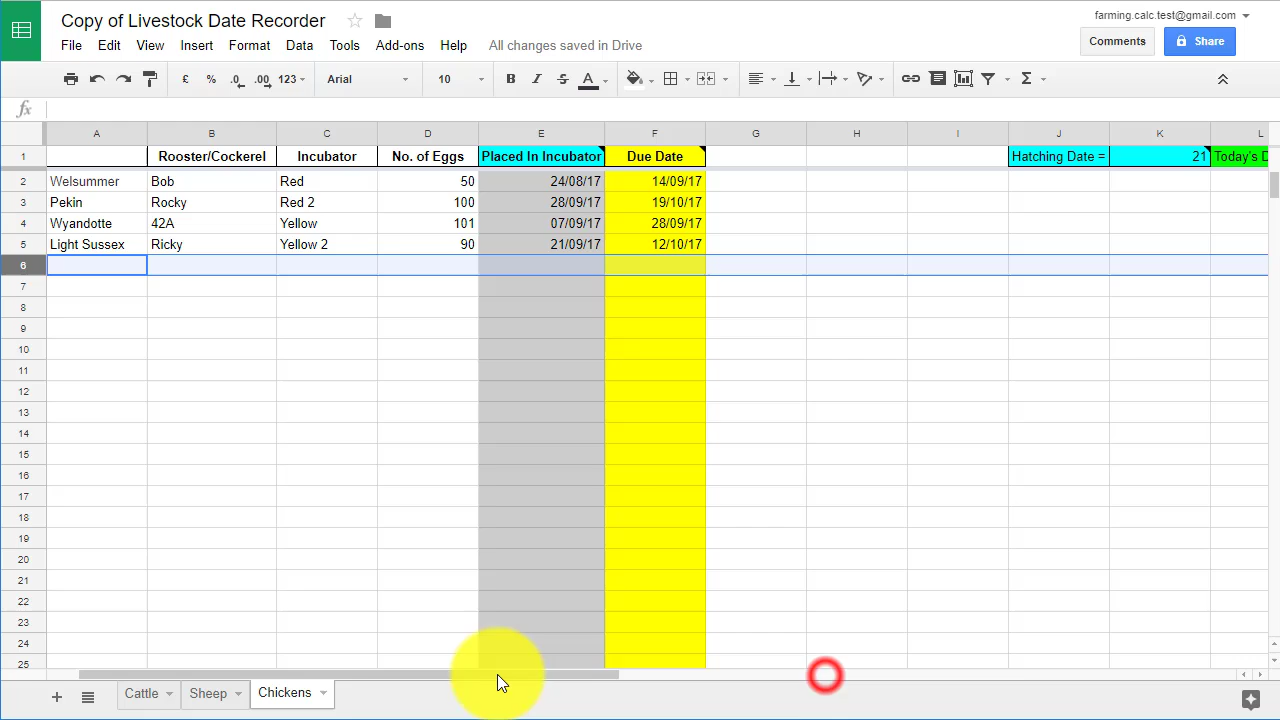 Copy of Livestock Date Recorder
farming.calc.test@gmail.com
File Edit View Insert Format Data Tools Add-ons Help All changes saved in Drive
Comments Share
£ % .0 .00 123 Arial 10 B I S A Σ
fx
A B C D E F G H I J K L
1 Rooster/Cockerel Incubator No. of Eggs Placed In Incubator Due Date Hatching Date = 21 Today's D
2 Welsummer Bob Red 50 24/08/17 14/09/17
3 Pekin Rocky Red 2 100 28/09/17 19/10/17
4 Wyandotte 42A Yellow 101 07/09/17 28/09/17
5 Light Sussex Ricky Yellow 2 90 21/09/17 12/10/17
6
7
8
9
10
11
12
13
14
15
16
17
18
19
20
21
22
23
24
25
+ Cattle Sheep Chickens